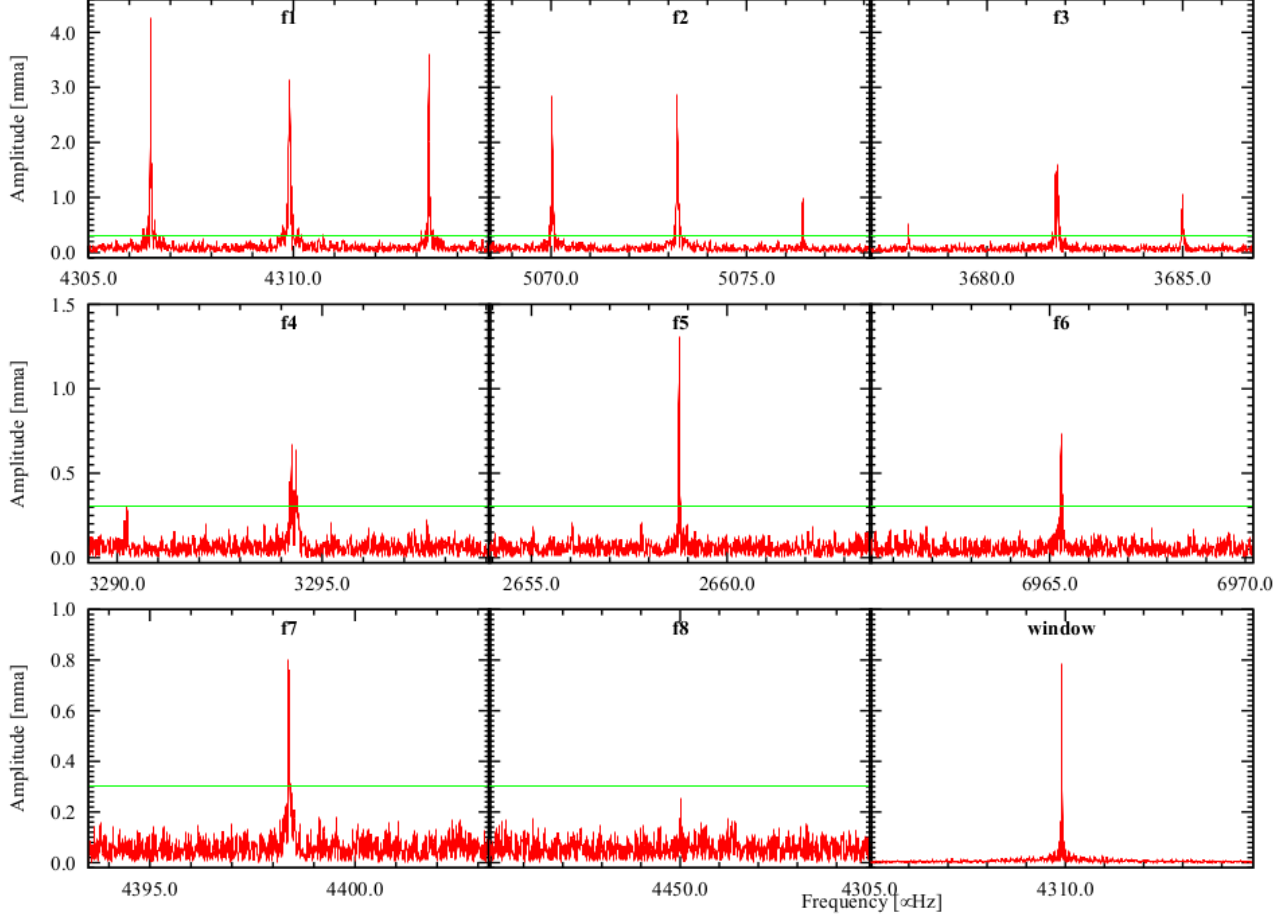 f1 f2 f3
4.0
3.0
2.0
1.0
0.0
Amplitude [mma]
4305.0 4310.0 5070.0 5075.0 3680.0 3685.0
f4 f5 f6
1.5
1.0
0.5
0.0
Amplitude [mma]
3290.0 3295.0 2655.0 2660.0 6965.0 6970.0
f7 f8 window
1.0
0.8
0.6
0.4
0.2
0.0
Amplitude [mma]
4395.0 4400.0 4450.0 4305.0 4310.0
Frequency [∝Hz]